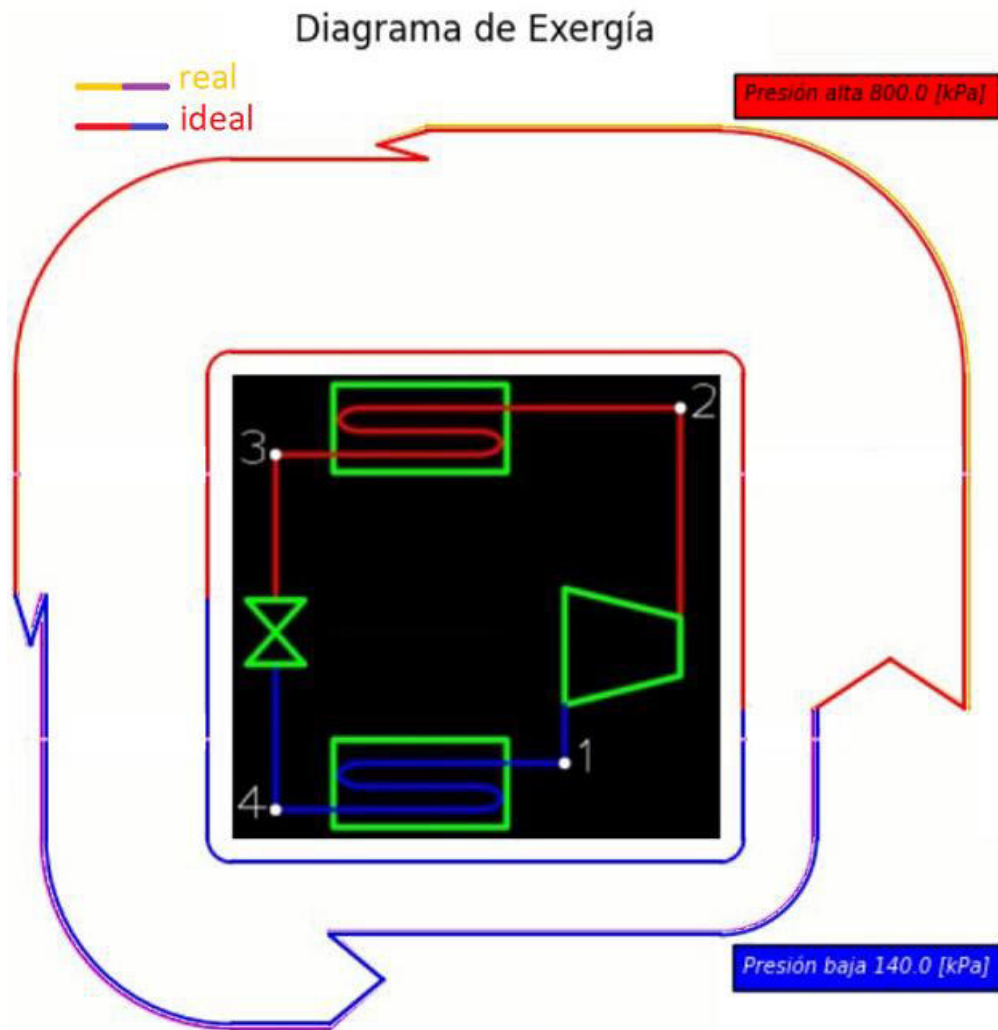 Diagrama de Exergía
real
ideal
Presión alta 800.0 [kPa]
2
3
1
4
Presión baja 140.0 [kPa]